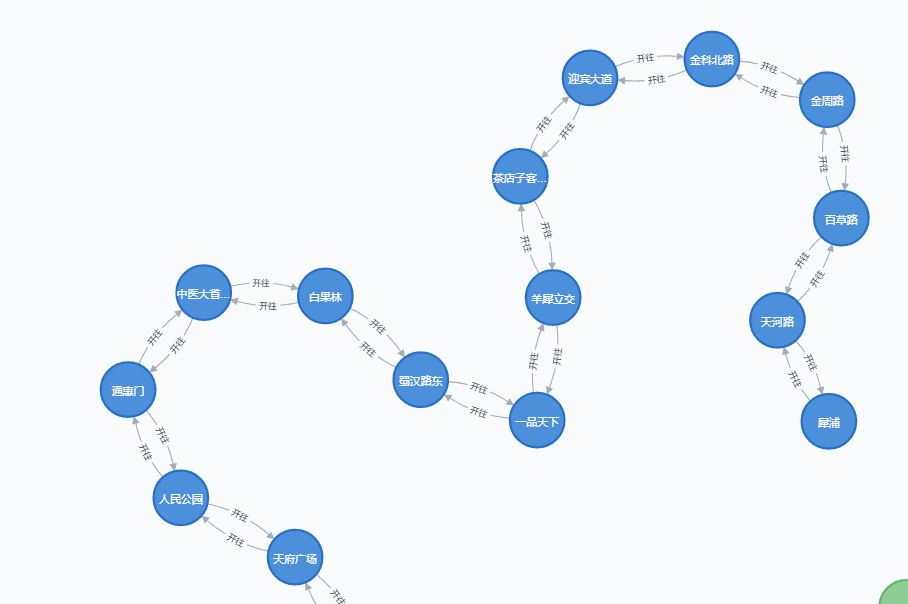 金科北路
开往
开往
迎宾大道
开往
开往
金周路
开往
开往
开往
开往
茶店子客...
百草路
开往
开往
开往
开往
中医大省...
开往
开往
白果林
羊犀立交
天河路
开往
开往
开往
开往
开往
开往
开往
开往
蜀汉路东
开往
开往
通惠门
一品天下
犀浦
开往
开往
人民公园
开往
开往
天府广场
开往